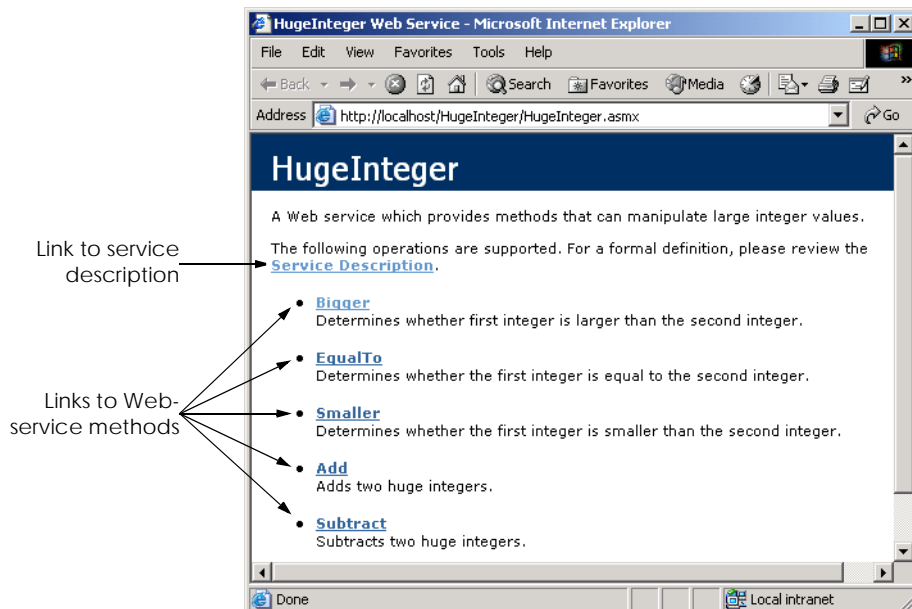 HugeInteger Web Service - Microsoft Internet Explorer
File Edit View Favorites Tools Help
Back Search Favorites Media »
Address http://localhost/HugeInteger/HugeInteger.asmx Go
HugeInteger
A Web service which provides methods that can manipulate large integer values.
The following operations are supported. For a formal definition, please review the
Service Description.
Link to service
description
• Bigger
Determines whether first integer is larger than the second integer.
• EqualTo
Determines whether the first integer is equal to the second integer.
• Smaller
Determines whether the first integer is smaller than the second integer.
Links to Web-
service methods
• Add
Adds two huge integers.
• Subtract
Subtracts two huge integers.
Done Local intranet